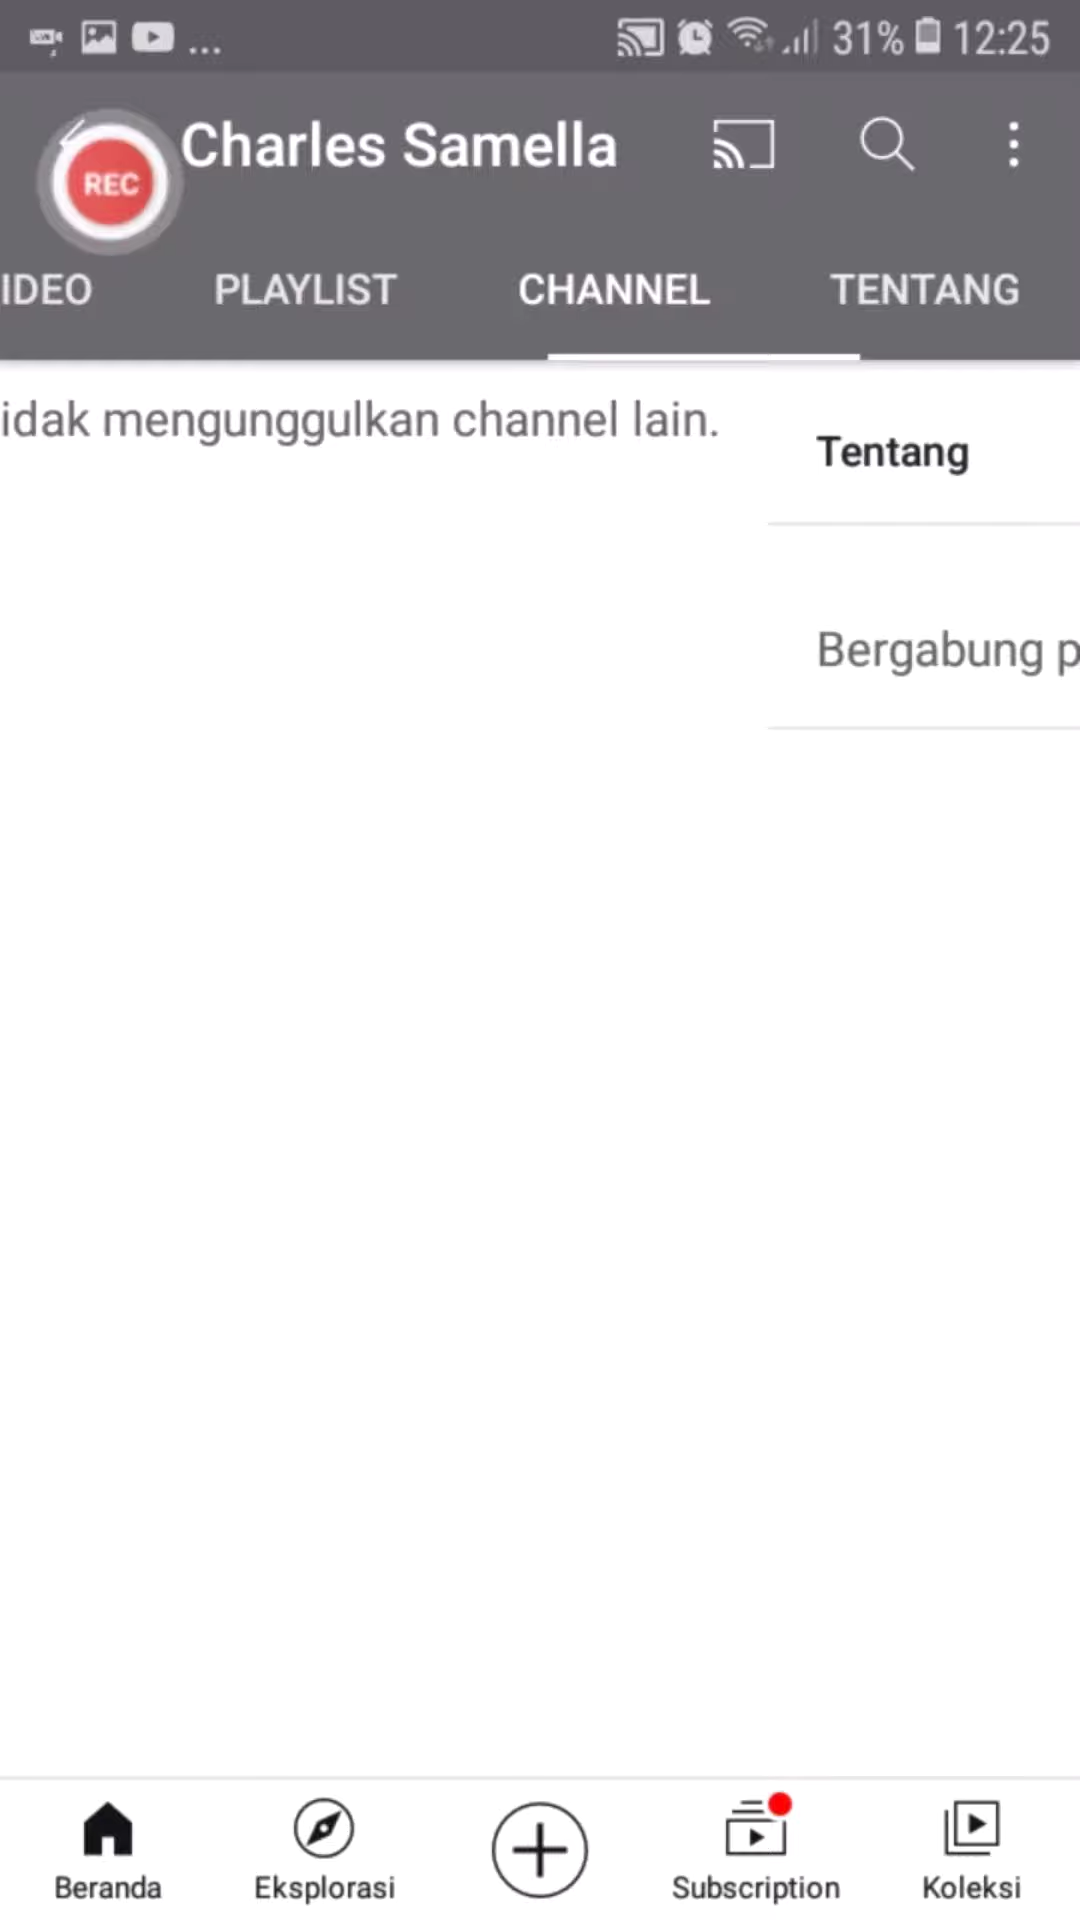 ... 31% 12:25
REC Charles Samella
IDEO PLAYLIST CHANNEL TENTANG
idak mengunggulkan channel lain.
Tentang
Bergabung p
Beranda Eksplorasi Subscription Koleksi